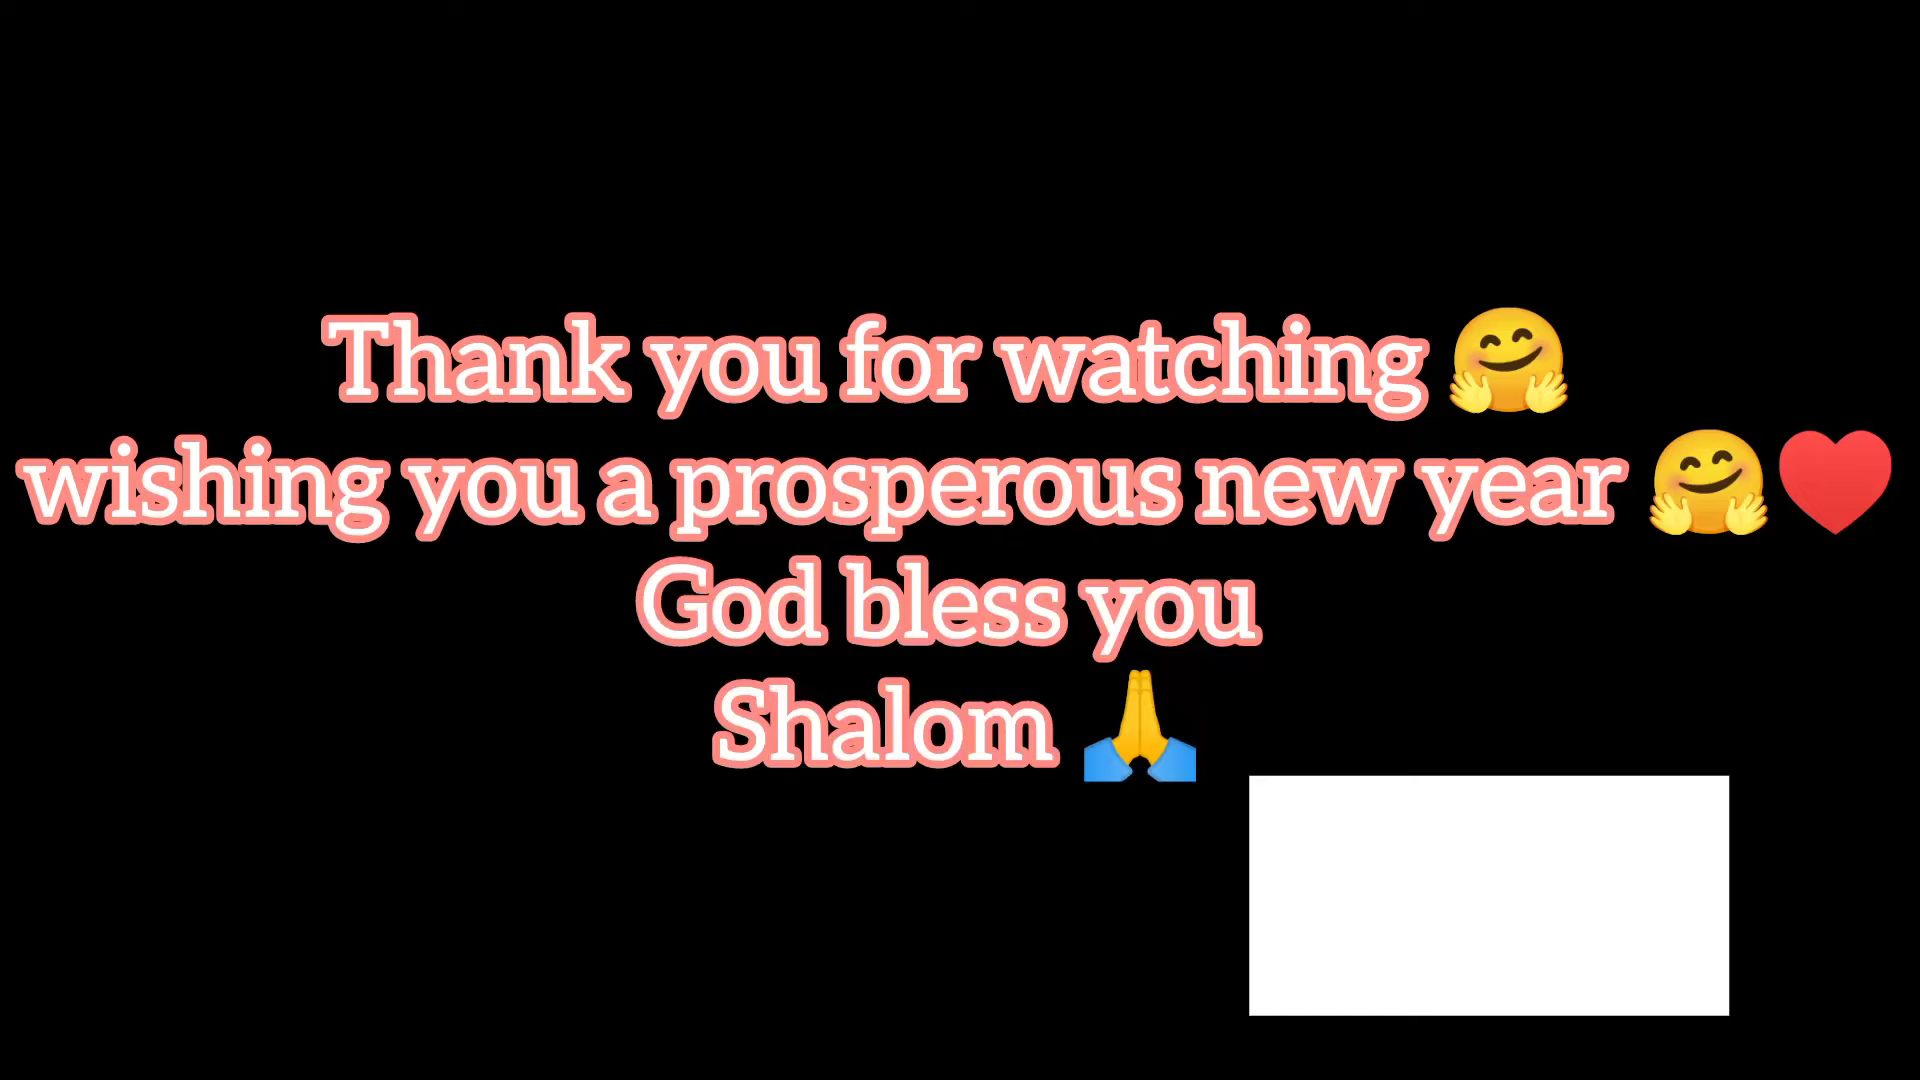 Thank you for watching 🤗
wishing you a prosperous new year 🤗♥️
God bless you
Shalom 🙏